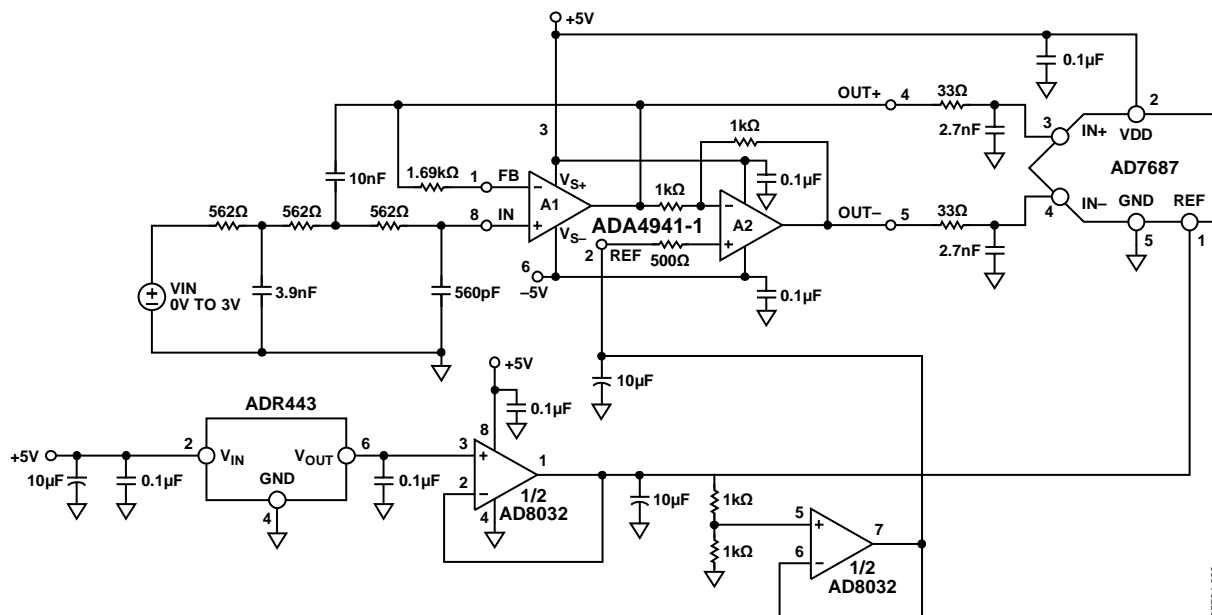 +5V
0.1µF
OUT+ 4
33Ω
2
1kΩ
2.7nF
3
IN+
VDD
AD7687
3
10nF
1.69kΩ
1 FB
VS+
A1
VS–
1kΩ
0.1µF
A2
562Ω
562Ω
562Ω
8 IN
ADA4941-1
OUT–
5
33Ω
4
IN–
GND
REF
5
1
2 REF
500Ω
6
–5V
2.7nF
VIN
0V TO 3V
3.9nF
560pF
0.1µF
+5V
10µF
ADR443
0.1µF
8
+5V
2
VIN
VOUT
6
3
1
2
10µF
0.1µF
GND
4
0.1µF
1/2
AD8032
4
10µF
1kΩ
1kΩ
5
6
7
1/2
AD8032